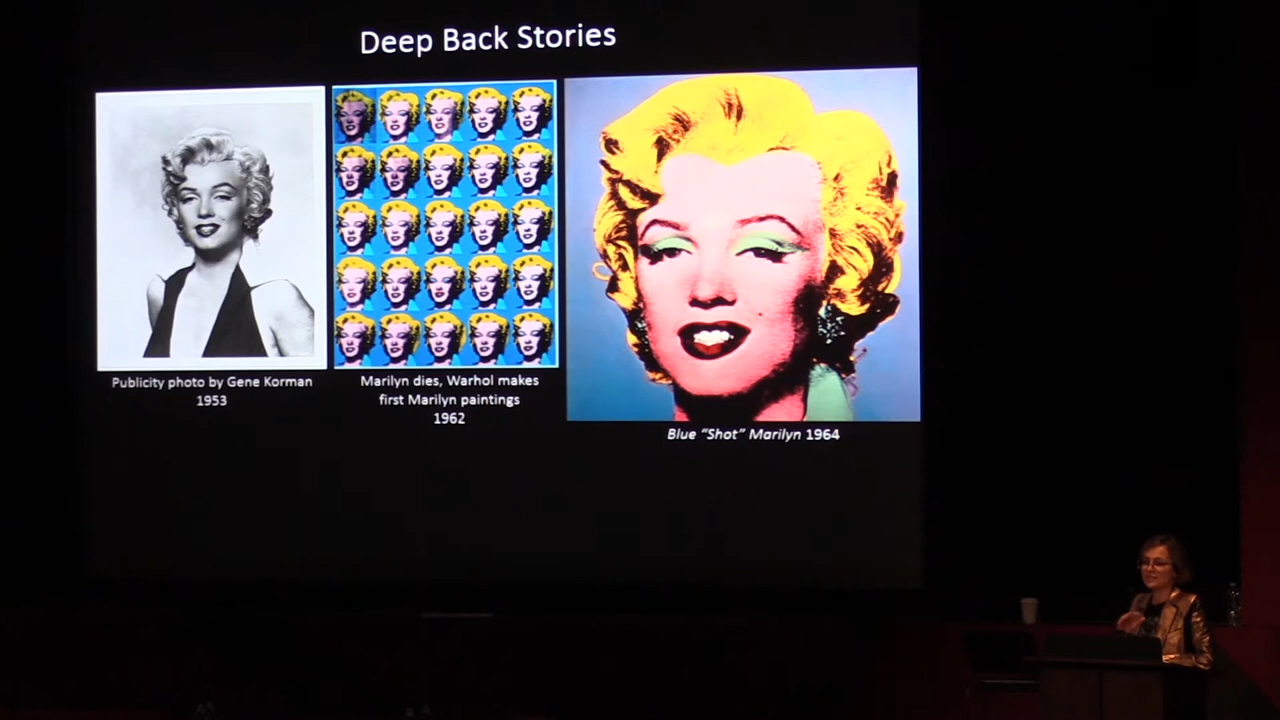 Deep Back Stories
Publicity photo by Gene Korman
1953
Marilyn dies, Warhol makes
first Marilyn paintings
1962
Blue “Shot” Marilyn 1964